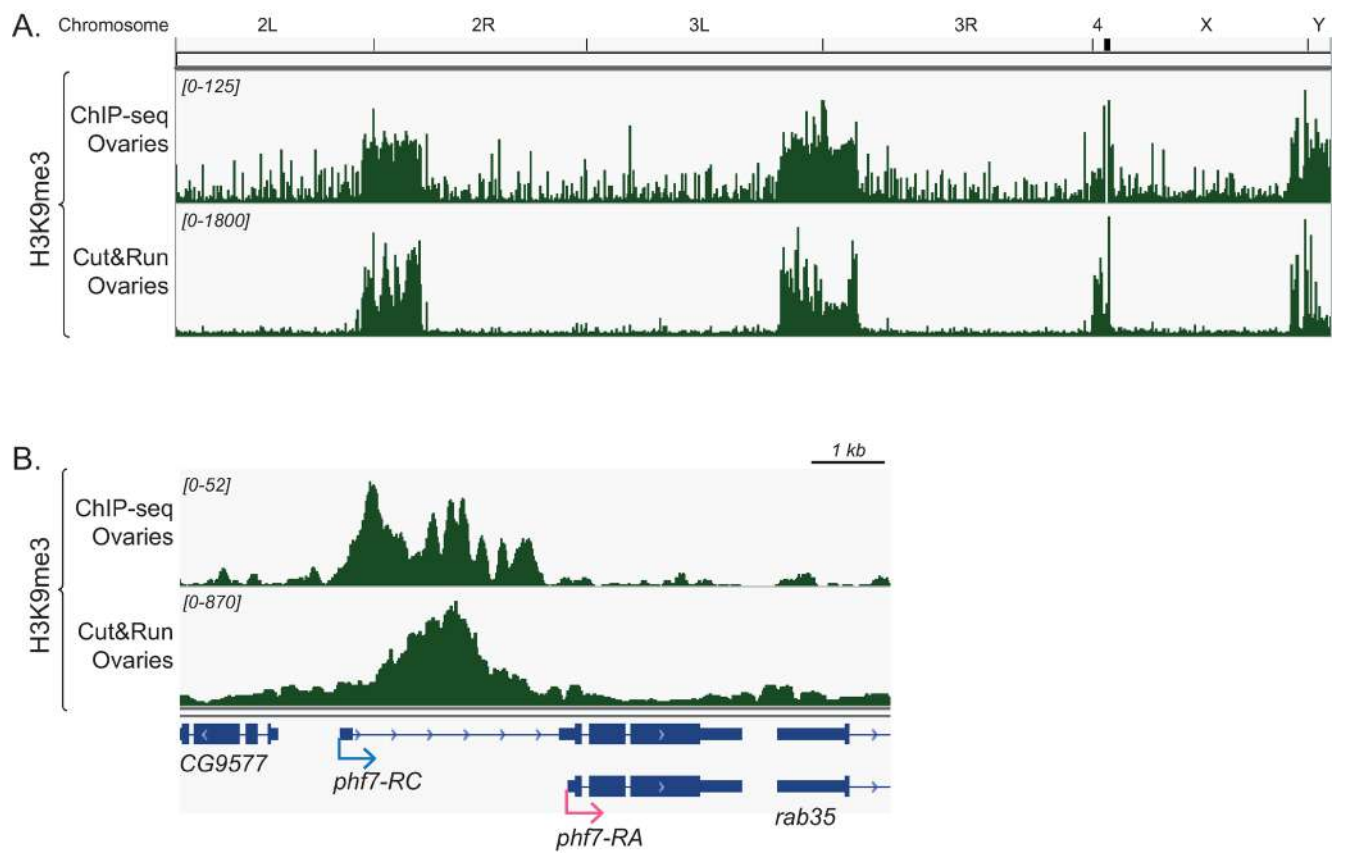 A.
Chromosome 2L 2R 3L 3R 4 X Y
H3K9me3
[0-125]
ChIP-seq
Ovaries
[0-1800]
Cut&Run
Ovaries
B.
1 kb
H3K9me3
[0-52]
ChIP-seq
Ovaries
[0-870]
Cut&Run
Ovaries
CG9577
phf7-RC
phf7-RA
rab35